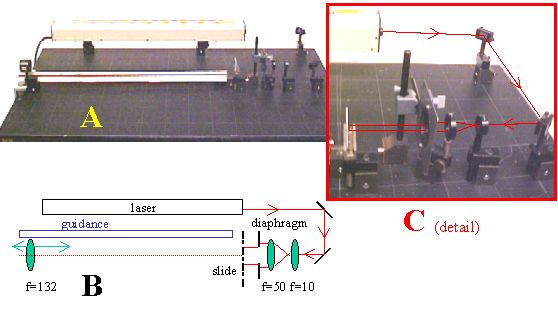 A
C (detail)
laser
guidance
diaphragm
slide
f=132
B
f=50 f=10